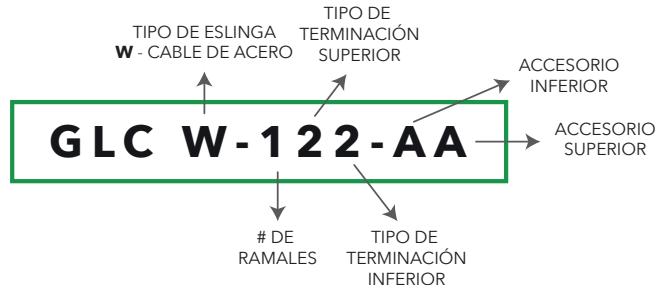 TIPO DE ESLINGA
W - CABLE DE ACERO
TIPO DE
TERMINACIÓN
SUPERIOR
ACCESORIO
INFERIOR
GLC W-122-AA
ACCESORIO
SUPERIOR
# DE
RAMALES
TIPO DE
TERMINACIÓN
INFERIOR